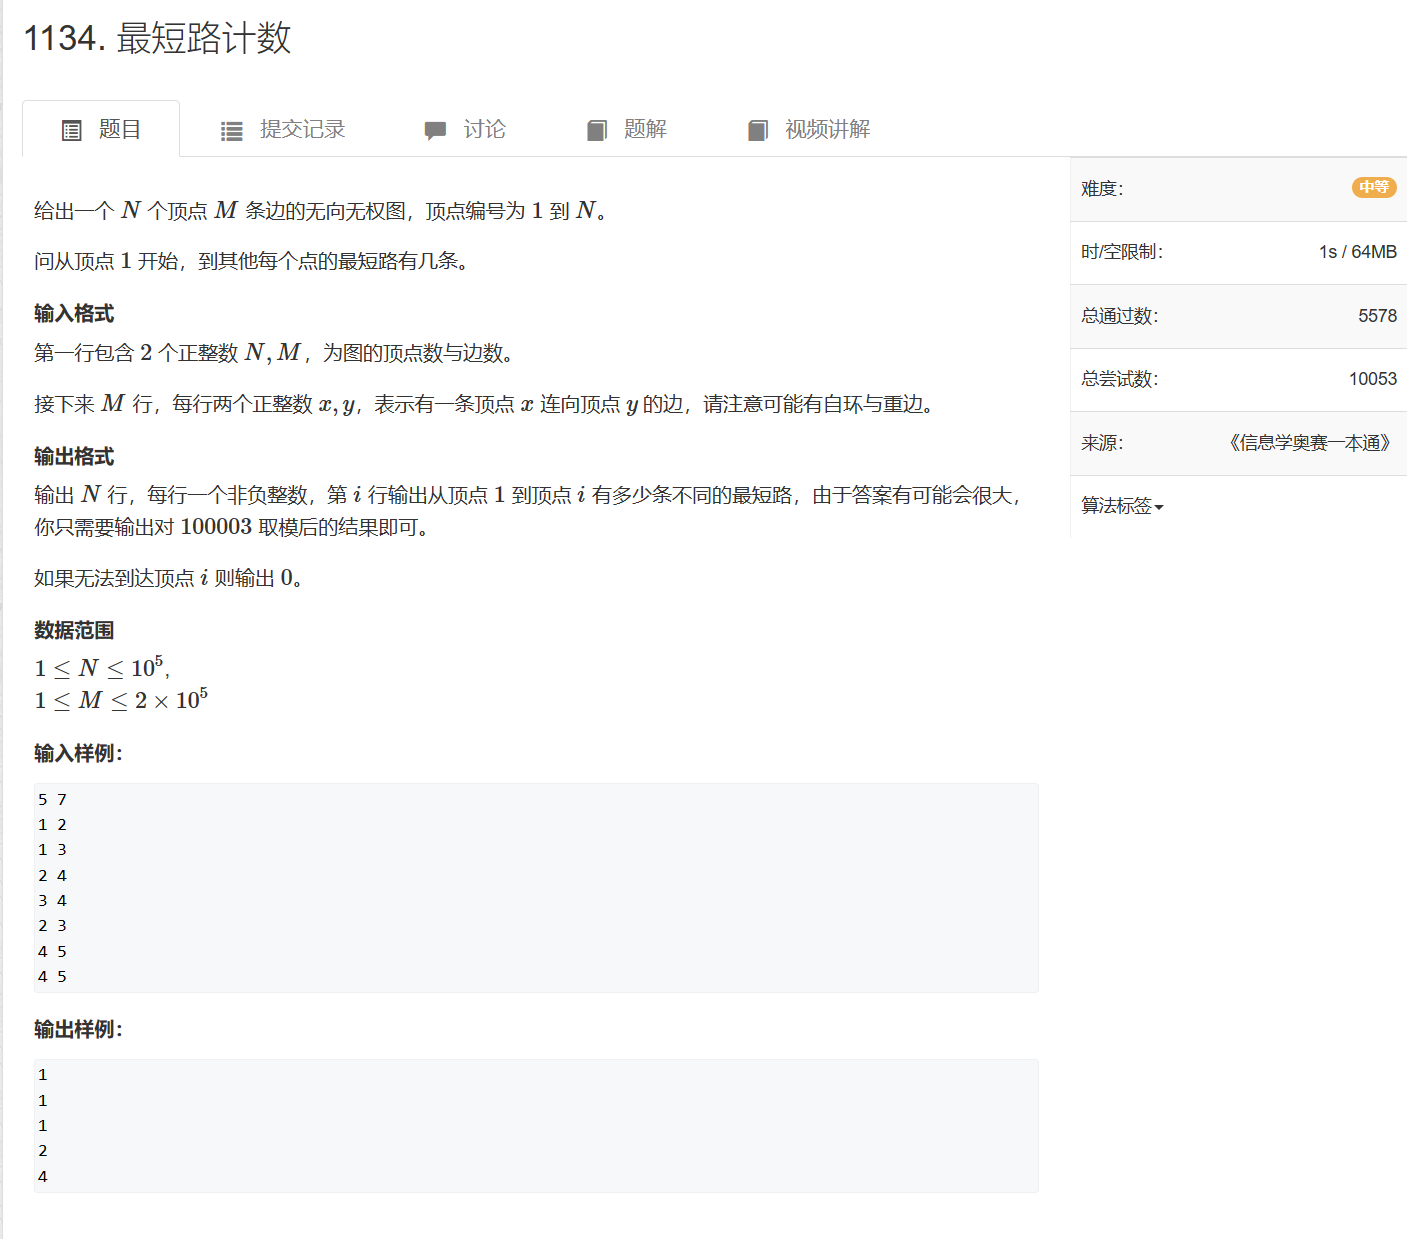 1134. 最短路计数
题目
提交记录
讨论
题解
视频讲解
给出一个 N 个顶点 M 条边的无向无权图，顶点编号为 1 到 N。
问从顶点 1 开始，到其他每个点的最短路有几条。
输入格式
第一行包含 2 个正整数 N, M，为图的顶点数与边数。
接下来 M 行，每行两个正整数 x, y，表示有一条顶点 x 连向顶点 y 的边，请注意可能有自环与重边。
输出格式
输出 N 行，每行一个非负整数，第 i 行输出从顶点 1 到顶点 i 有多少条不同的最短路，由于答案有可能会很大，
你只需要输出对 100003 取模后的结果即可。
如果无法到达顶点 i 则输出 0。
数据范围
1 ≤ N ≤ 10⁵,
1 ≤ M ≤ 2 × 10⁵
输入样例：
5 7
1 2
1 3
2 4
3 4
2 3
4 5
4 5
输出样例：
1
1
1
2
4
难度： 中等
时/空限制： 1s / 64MB
总通过数： 5578
总尝试数： 10053
来源： 《信息学奥赛一本通》
算法标签